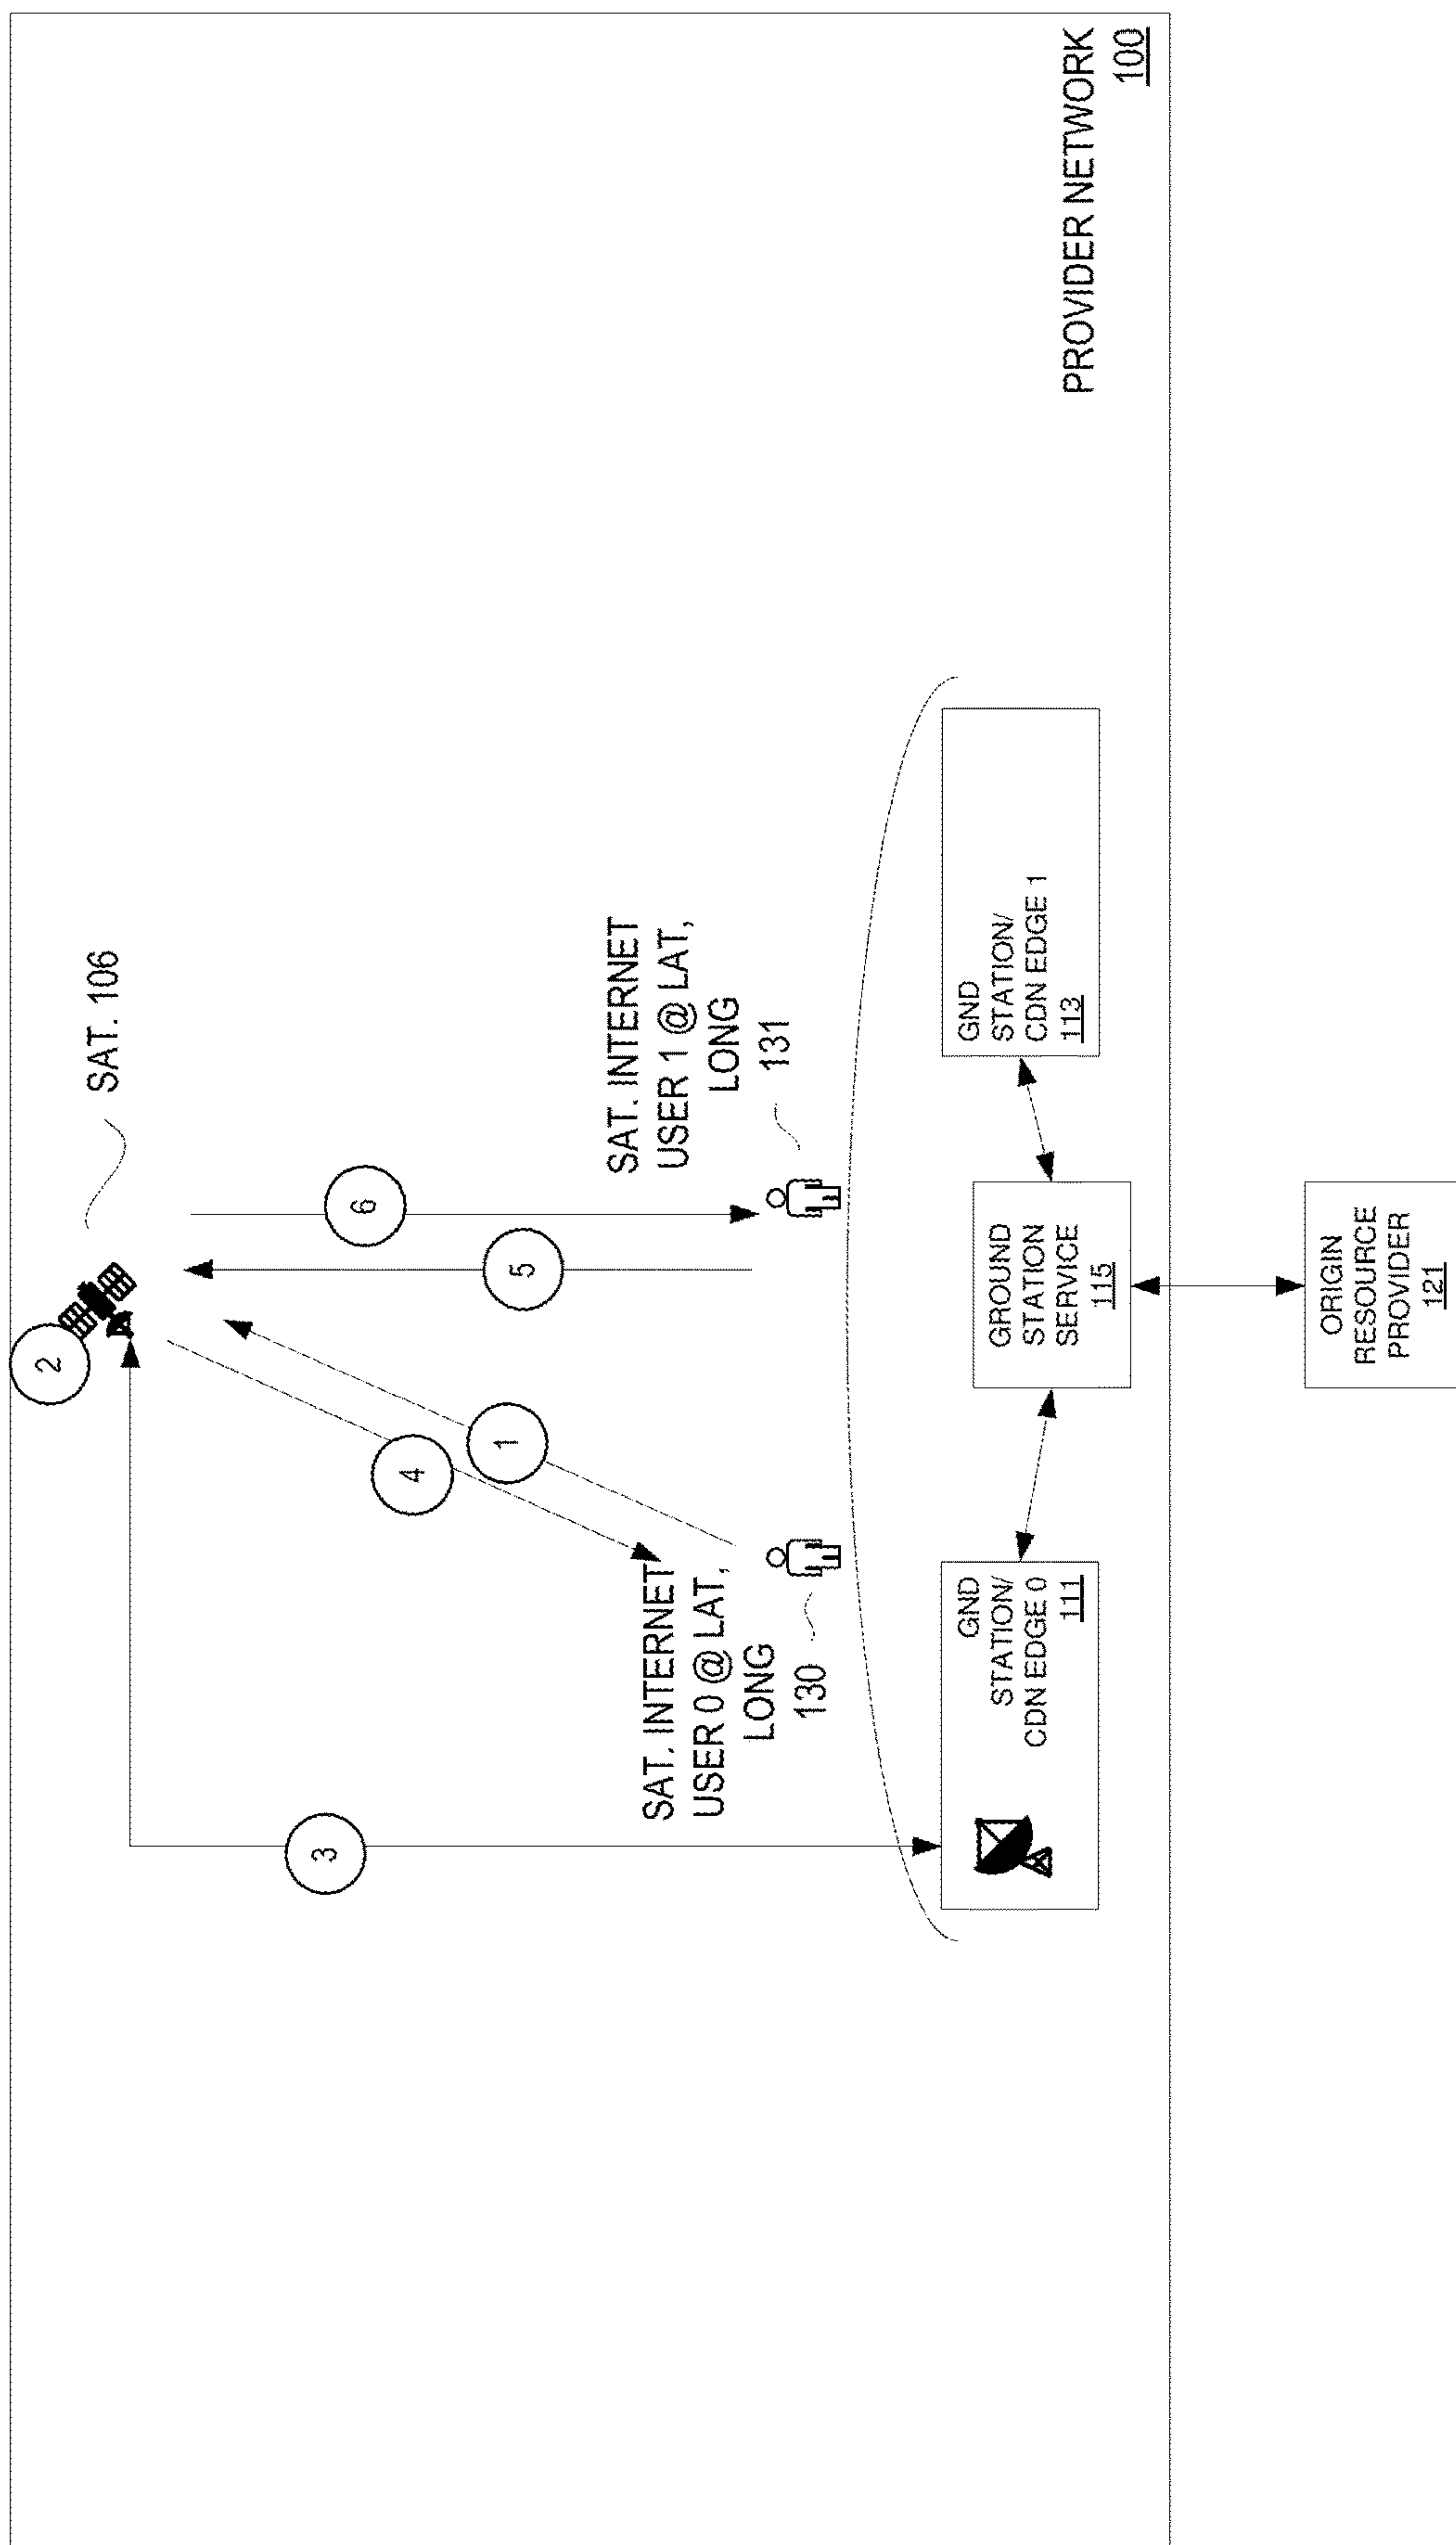 2
SAT. 106
3
4
1
5
6
SAT. INTERNET
USER 0 @ LAT,
LONG
130
SAT. INTERNET
USER 1 @ LAT,
LONG
131
GND
STATION/
CDN EDGE 0
111
GROUND
STATION
SERVICE
115
GND
STATION/
CDN EDGE 1
113
PROVIDER NETWORK
100
ORIGIN
RESOURCE
PROVIDER
121